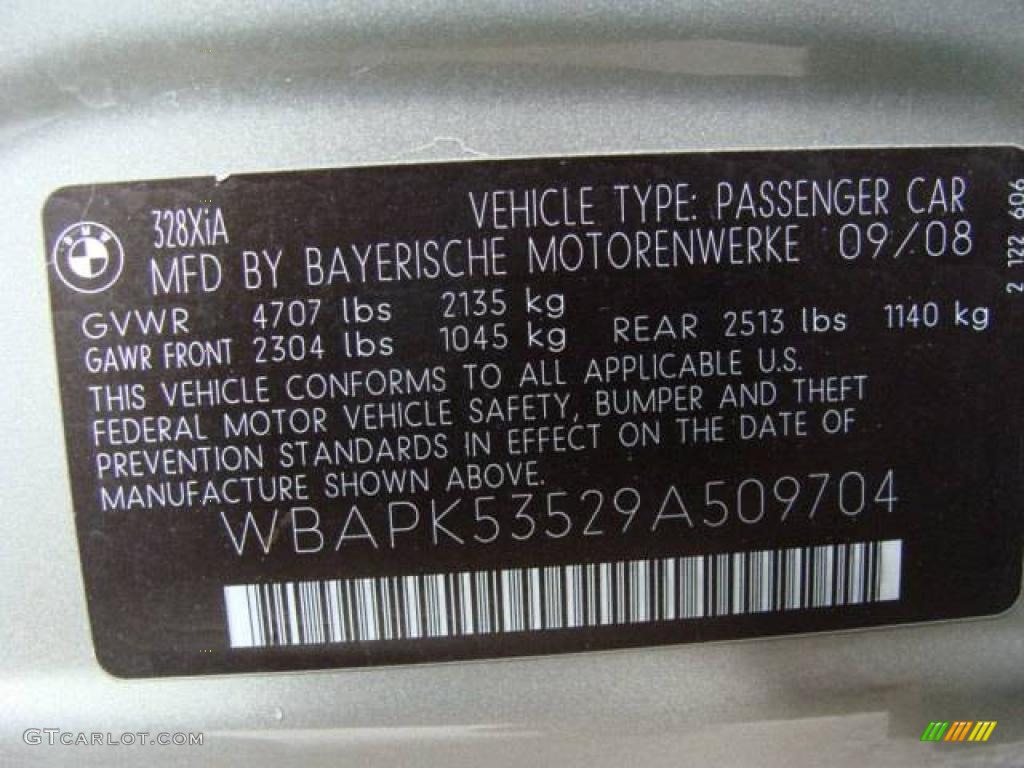 BMW
328XiA VEHICLE TYPE: PASSENGER CAR
MFD BY BAYERISCHE MOTORENWERKE 09/08
GVWR 4707 lbs 2135 kg
GAWR FRONT 2304 lbs 1045 kg REAR 2513 lbs 1140 kg
THIS VEHICLE CONFORMS TO ALL APPLICABLE U.S.
FEDERAL MOTOR VEHICLE SAFETY, BUMPER AND THEFT
PREVENTION STANDARDS IN EFFECT ON THE DATE OF
MANUFACTURE SHOWN ABOVE.
WBAPK53529A509704
2 122 606
GTCARLOT.COM